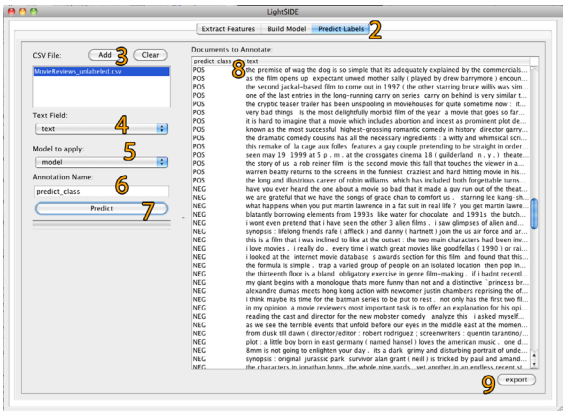 LightSIDE
Extract Features Build Model Predict Labels 2
CSV File: Add Clear
3
MovieReviews_unlabeled.csv
Text Field:
4
text
Model to apply:
5
model
Annotation Name:
6
predict_class
Predict
7
Documents to Annotate:
predict_class 8 text
POS the premise of wag the dog is so simple that its adequately explained by the commercials...
POS as the film opens up expectant unwed mother sally ( played by drew barrymore ) encoun...
POS the second jackal-based film to come out in 1997 ( the other starring bruce willis was sim...
POS one of the last entries in the long-running carry on series carry on behind is very similar t...
POS the cryptic teaser trailer has been unspooling in moviehouses for quite sometime now : it...
POS very bad things is the most delightfully morbid film of the year a movie that goes so far...
POS it is hard to imagine that a movie which includes abortion and incest as prominent plot de...
POS known as the most successful highest-grossing romantic comedy in history director garry...
POS the dramatic comedy cousins has all the necessary ingredients : a witty and whimsical scri...
POS this remake of la cage aux folles features a gay couple pretending to be straight in order...
POS seen may 19 1999 at 5 p . m . at the crossgates cinema 18 ( guilderland n . y . ) theate...
POS the story of us a rob reiner film is the second movie this fall that touches the viewer in a...
POS warren beatty returns to the screens in the funniest craziest and hard hitting movie in his...
POS the long and illustrious career of robin williams which has included both forgettable turns
NEG have you ever heard the one about a movie so bad that it made a guy run out of the theat...
NEG we are grateful that we have the songs of grace chan to comfort us . starring lee kang-sh...
NEG what happens when you put martin lawrence in a fat suit in real life ? you get martin lawre...
NEG blatantly borrowing elements from 1993s like water for chocolate and 1991s the butch...
NEG i wont even pretend that i have seen the other 3 alien films . i saw glimpses of alien and...
NEG synopsis : lifelong friends rafe ( affleck ) and danny ( hartnett ) jon the us air force and ar...
NEG this is a film that i was inclined to like at the outset : the two main characters had been inv...
NEG i love movies . i really do . every time i watch great movies like goodfellas ( 1990 ) or rai...
NEG i looked at the internet movie database s awards section for this film and found that this...
NEG the formula is simple . trap a varied group of people on an isolated location then pop in...
NEG the thirteenth floor is a bland obligatory exercise in genre film-making . if i hadnt recentl...
NEG my giant begins with a monologue thats more funny than not and a distinctive `princess br...
NEG alexandre dumas meets hong kong action with newcomer justin chambers reprising the of...
NEG i think maybe its time for the batman series to be put to rest . not only has the first two fil...
NEG in my opinion a movie reviewers most important task is to offer an explanation for his opi...
NEG reading the cast and director for the new mobster comedy analyze this i asked myself...
NEG as we see the terrible events that unfold before our eyes in the middle east at the momen...
NEG from dusk till dawn ( director/editor : robert rodriguez ; screenwriters : quentin tarantino/...
NEG plot : a little boy born in east germany ( named hansel ) loves the american music . one d...
NEG 8mm is not going to enlighten your day . its a dark grimy and disturbing portrait of unde...
NEG synopsis : original jurassic park survivor alan grant ( neill ) is tricked by paul and amand...
NEG the characters in jonathan lynns the whole nine yards yet another in an endless recent st
9 export